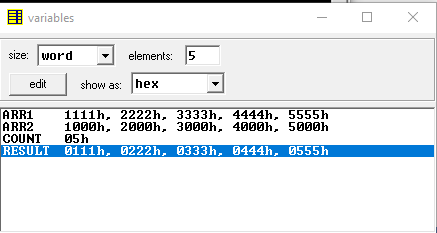 variables
size: word elements: 5
edit show as: hex
ARR1 1111h, 2222h, 3333h, 4444h, 5555h
ARR2 1000h, 2000h, 3000h, 4000h, 5000h
COUNT 05h
RESULT 0111h, 0222h, 0333h, 0444h, 0555h